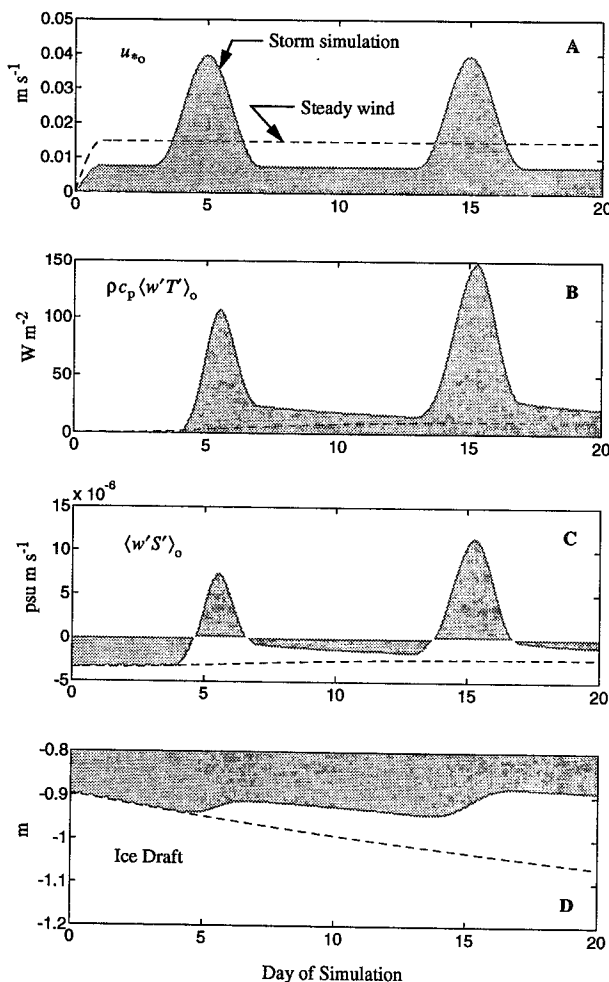 0.05
0.04
0.03
0.02
0.01
0
m s⁻¹
u*ₒ
Storm simulation
Steady wind
A
0 5 10 15 20
150
100
50
0
W m⁻²
ρ cₚ ⟨w′T′⟩ₒ
B
0 5 10 15 20
x 10⁻⁶
15
10
5
0
-5
psu m s⁻¹
⟨w′S′⟩ₒ
C
0 5 10 15 20
-0.8
-0.9
-1
-1.1
-1.2
m
Ice Draft
D
0 5 10 15 20
Day of Simulation